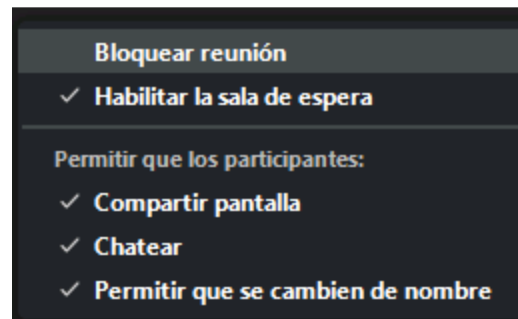 Bloquear reunión
Habilitar la sala de espera
Permitir que los participantes:
Compartir pantalla
Chatear
Permitir que se cambien de nombre